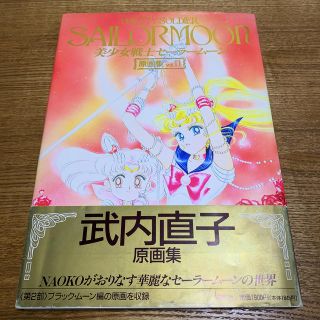 PRETTY SOLDIER
SAILORMOON
美少女戦士セーラームーン
原画集 vol.II
武内直子
原画集
NAOKOがおりなす華麗なセーラームーンの世界
〈第2部〉ブラック・ムーン編の原画を収録